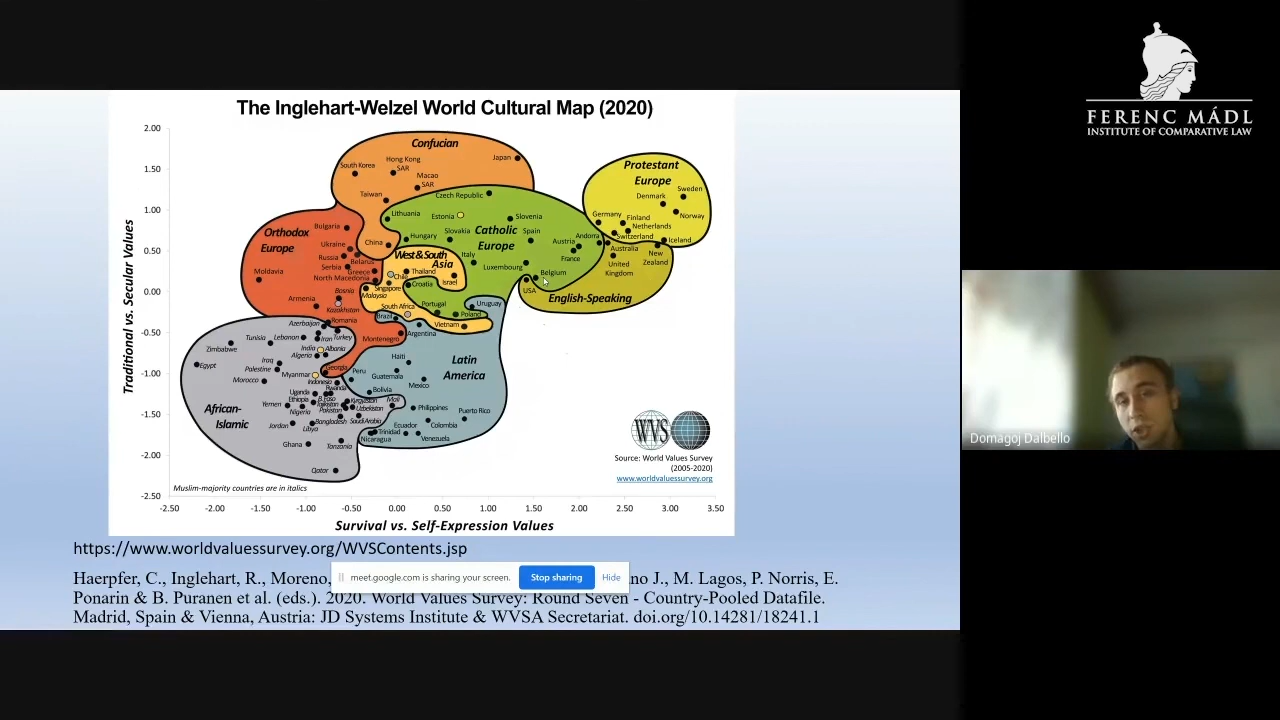 The Inglehart-Welzel World Cultural Map (2020)
FERENC MÁDL
INSTITUTE OF COMPARATIVE LAW
2.00
1.50
1.00
0.50
0.00
-0.50
-1.00
-1.50
-2.00
-2.50
Traditional vs. Secular Values
Confucian
South Korea
Hong Kong
SAR
Macao
SAR
Japan
Taiwan
China
Protestant
Europe
Sweden
Denmark
Norway
Germany
Finland
Netherlands
Switzerland
Iceland
Andorra
Australia
New
Zealand
United
Kingdom
USA
English-Speaking
Catholic
Europe
Czech Republic
Lithuania
Estonia
Slovenia
Hungary
Slovakia
Spain
Austria
France
Italy
Luxembourg
Belgium
Croatia
Portugal
Poland
Orthodox
Europe
Bulgaria
Ukraine
Russia
Belarus
Serbia
Greece
North Macedonia
Moldavia
Bosnia
Armenia
Kazakhstan
Romania
Montenegro
Georgia
West & South
Asia
Chile
Thailand
Israel
Singapore
Malaysia
South Africa
Brazil
Vietnam
Uruguay
Argentina
Latin
America
Haiti
Peru
Guatemala
Mexico
Bolivia
Mali
Philippines
Puerto Rico
Ecuador
Colombia
Trinidad
Nicaragua
Venezuela
African-
Islamic
Azerbaijan
Tunisia
Lebanon
Iran
Turkey
Zimbabwe
India
Albania
Algeria
Egypt
Iraq
Palestine
Myanmar
Morocco
Indonesia
Rwanda
Uganda
Ethiopia
B.Faso
Yemen
Tajikistan
Kyrgyzstan
Nigeria
Pakistan
Uzbekistan
Jordan
Libya
Bangladesh
Saudi Arabia
Ghana
Tanzania
Qatar
Muslim-majority countries are in italics
WVS
Source: World Values Survey
(2005-2020)
www.worldvaluessurvey.org
-2.50 -2.00 -1.50 -1.00 -0.50 0.00 0.50 1.00 1.50 2.00 2.50 3.00 3.50
Survival vs. Self-Expression Values
Domagoj Dalbello
https://www.worldvaluessurvey.org/WVSContents.jsp
Haerpfer, C., Inglehart, R., Moreno, no J., M. Lagos, P. Norris, E.
meet.google.com is sharing your screen. Stop sharing Hide
Ponarin & B. Puranen et al. (eds.). 2020. World Values Survey: Round Seven - Country-Pooled Datafile.
Madrid, Spain & Vienna, Austria: JD Systems Institute & WVSA Secretariat. doi.org/10.14281/18241.1